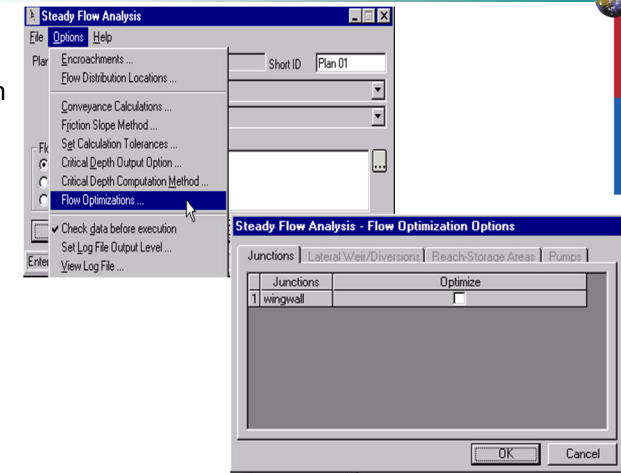 Steady Flow Analysis
File Options Help
Plan
Short ID Plan 01
Encroachments ...
Flow Distribution Locations ...
Conveyance Calculations ...
Friction Slope Method ...
Set Calculation Tolerances ...
Critical Depth Output Option ...
Critical Depth Computation Method ...
Flow Optimizations ...
✓ Check data before execution
Set Log File Output Level ...
View Log File ...
...
Steady Flow Analysis - Flow Optimization Options
Junctions Lateral Weir/Diversions Reach-Storage Areas Pumps
Junctions Optimize
1 wingwall
OK Cancel